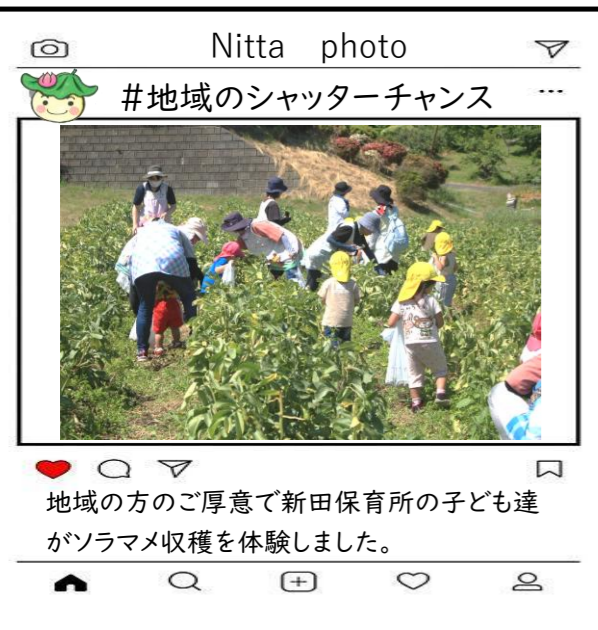 Nitta　photo
#地域のシャッターチャンス
地域の方のご厚意で新田保育所の子ども達
がソラマメ収穫を体験しました。